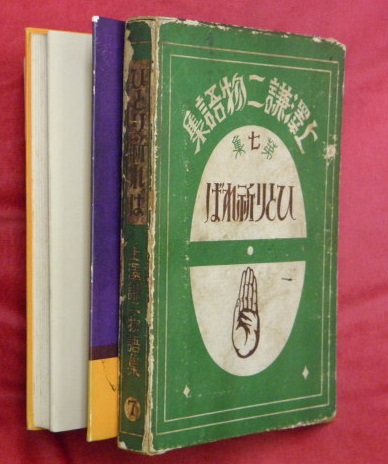 上澤謙二物語集
第七集
ひとり祈れば
ひとり祈れば
上澤謙二物語集
7